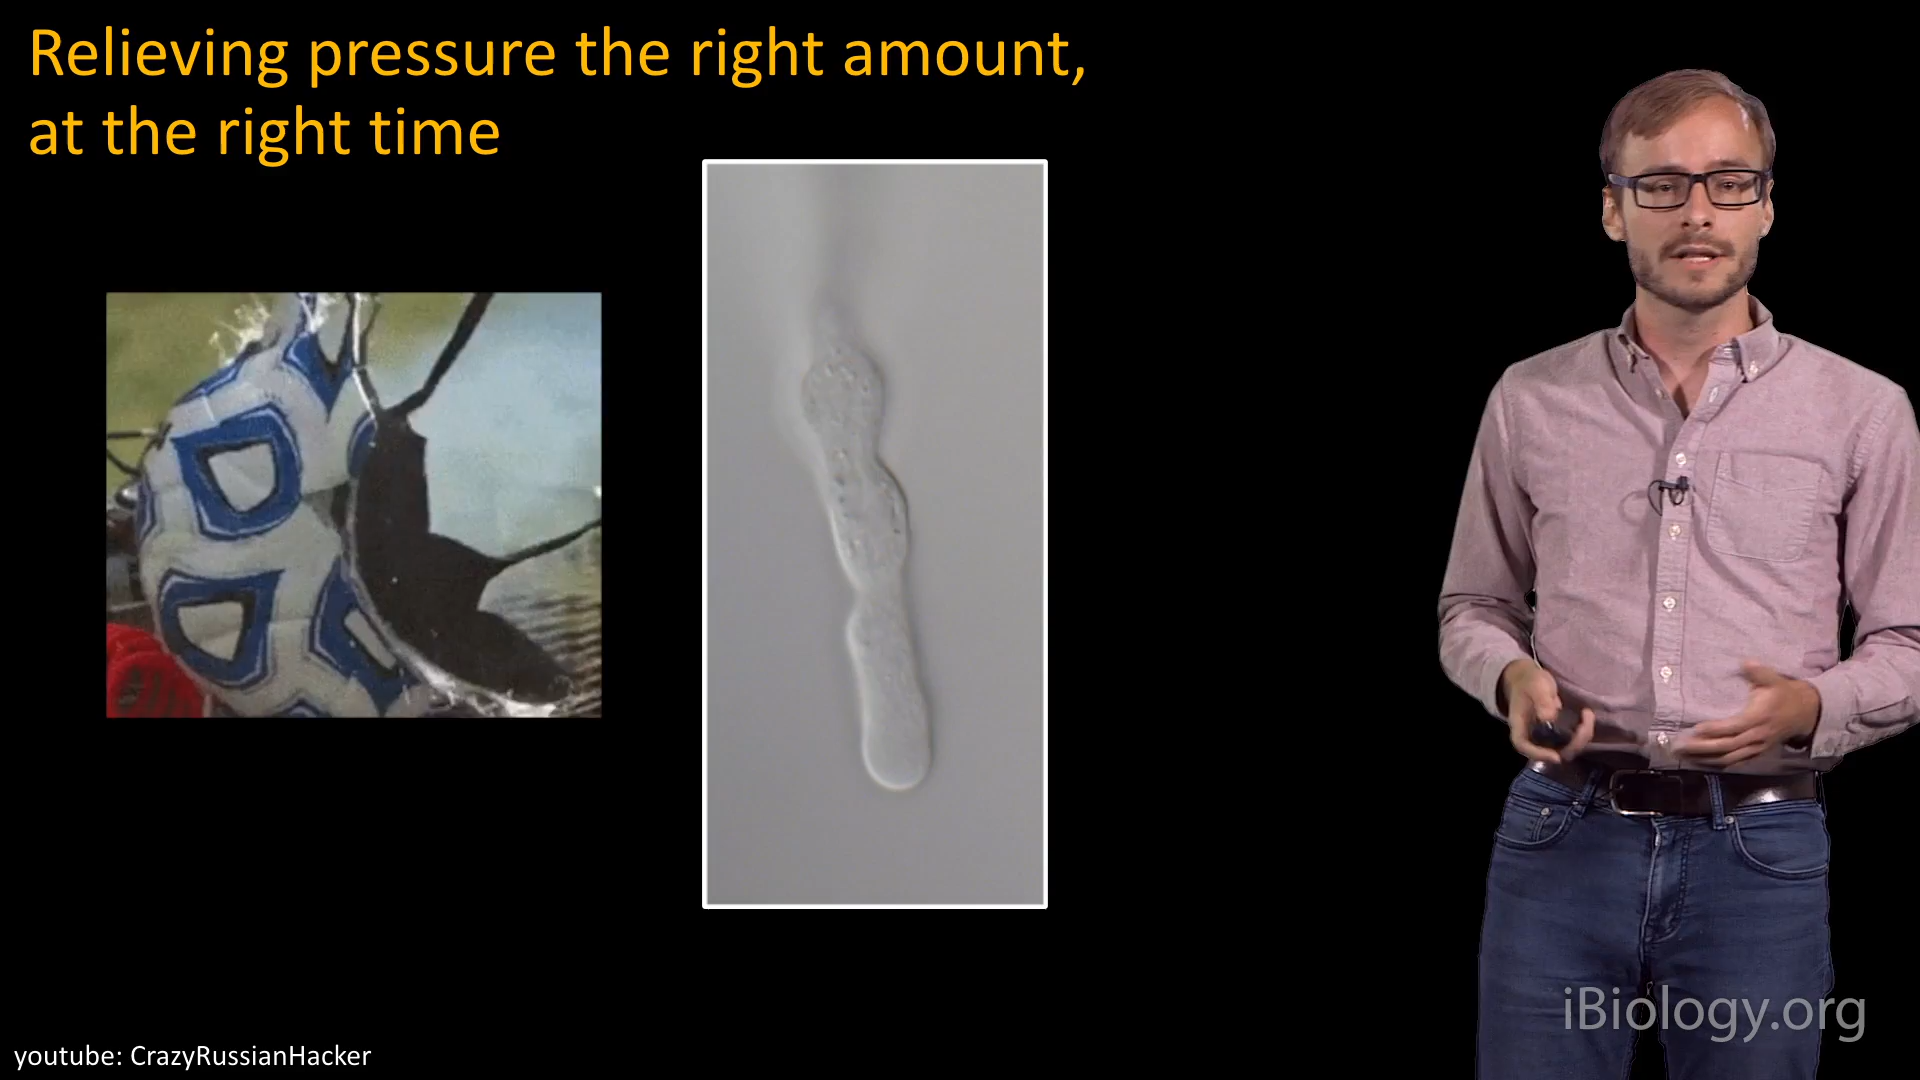 Relieving pressure the right amount,
at the right time
iBiology.org
youtube: CrazyRussianHacker